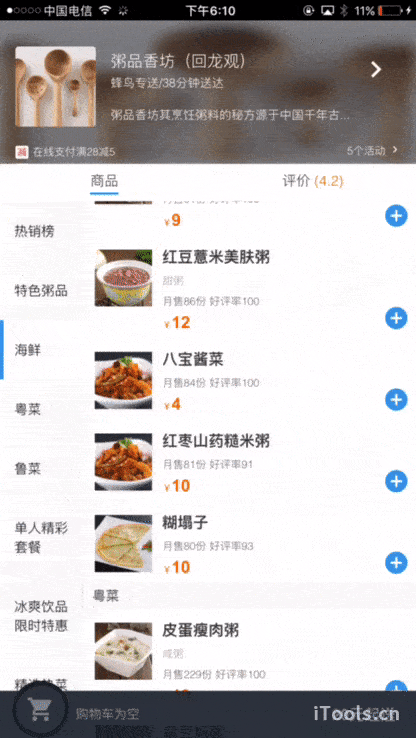 中国电信
下午6:10
11%
粥品香坊（回龙观）
蜂鸟专送/38分钟送达
粥品香坊其烹饪粥料的秘方源于中国千年古...
减 在线支付满28减5
5个活动
商品
评价 (4.2)
热销榜
特色粥品
海鲜
粤菜
鲁菜
单人精彩
套餐
冰爽饮品
限时特惠
¥9
红豆薏米美肤粥
甜粥
月售86份 好评率100
¥12
八宝酱菜
月售84份 好评率100
¥4
红枣山药糙米粥
月售81份 好评率91
¥10
糊塌子
月售80份 好评率93
¥10
粤菜
皮蛋瘦肉粥
咸粥
月售229份 好评率100
购物车为空
iTools.cn